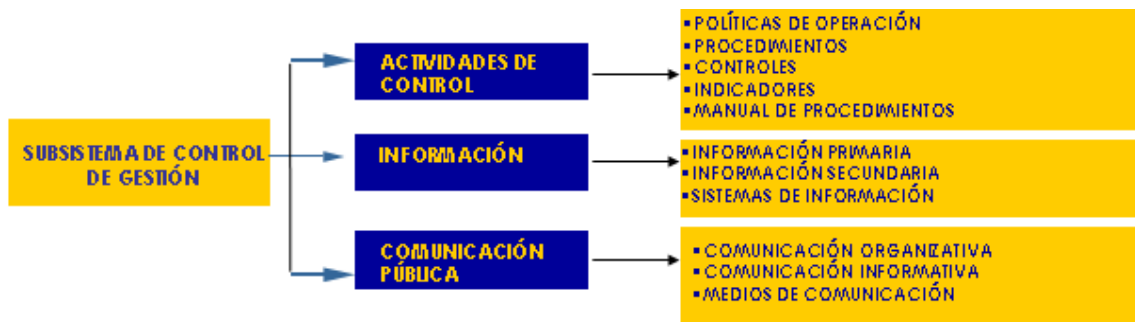 SUBSISTEMA DE CONTROL
DE GESTIÓN
ACTIVIDADES DE
CONTROL
▪POLÍTICAS DE OPERACIÓN
▪PROCEDIMIENTOS
▪CONTROLES
▪INDICADORES
▪MANUAL DE PROCEDIMIENTOS
INFORMACIÓN
▪INFORMACIÓN PRIMARIA
▪INFORMACIÓN SECUNDARIA
▪SISTEMAS DE INFORMACIÓN
COMUNICACIÓN
PÚBLICA
▪ COMUNICACIÓN ORGANIZATIVA
▪ COMUNICACIÓN INFORMATIVA
▪ MEDIOS DE COMUNICACIÓN